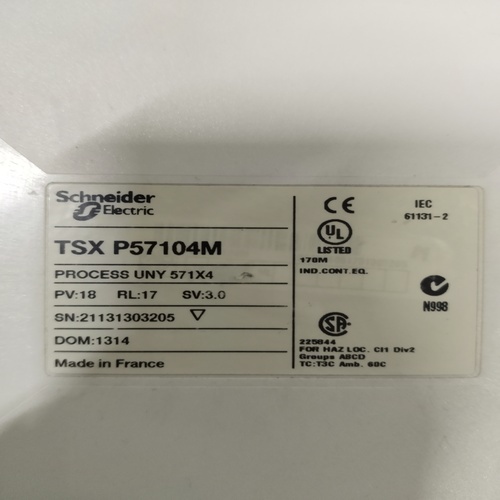 Schneider
Electric
TSX P57104M
PROCESS UNY 571X4
PV:18 RL:17 SV:3.0
SN:21131303205
DOM:1314
Made in France
CE
IEC
61131-2
UL
LISTED
170M
IND.CONT.EQ.
N998
CSA
225844
FOR HAZ LOC. Cl1 Div2
Groups ABCD
TC:T3C Amb. 60C